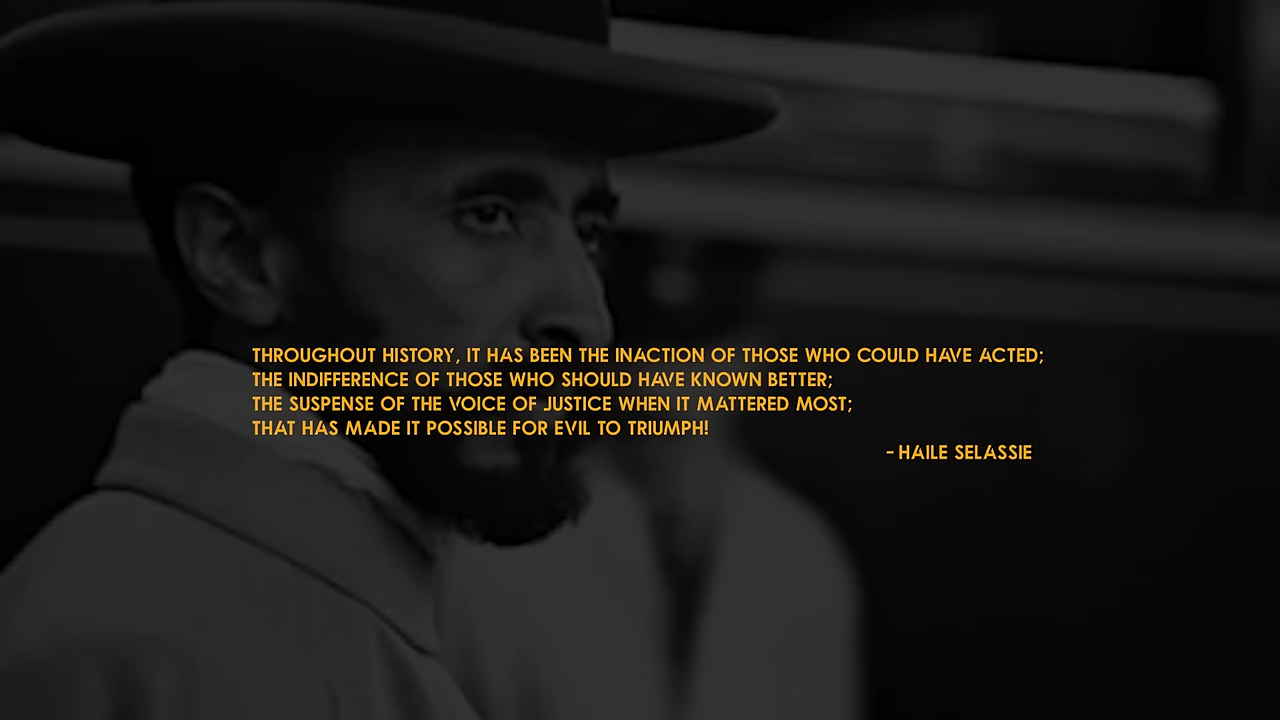 THROUGHOUT HISTORY, IT HAS BEEN THE INACTION OF THOSE WHO COULD HAVE ACTED;
THE INDIFFERENCE OF THOSE WHO SHOULD HAVE KNOWN BETTER;
THE SUSPENSE OF THE VOICE OF JUSTICE WHEN IT MATTERED MOST;
THAT HAS MADE IT POSSIBLE FOR EVIL TO TRIUMPH!
- HAILE SELASSIE